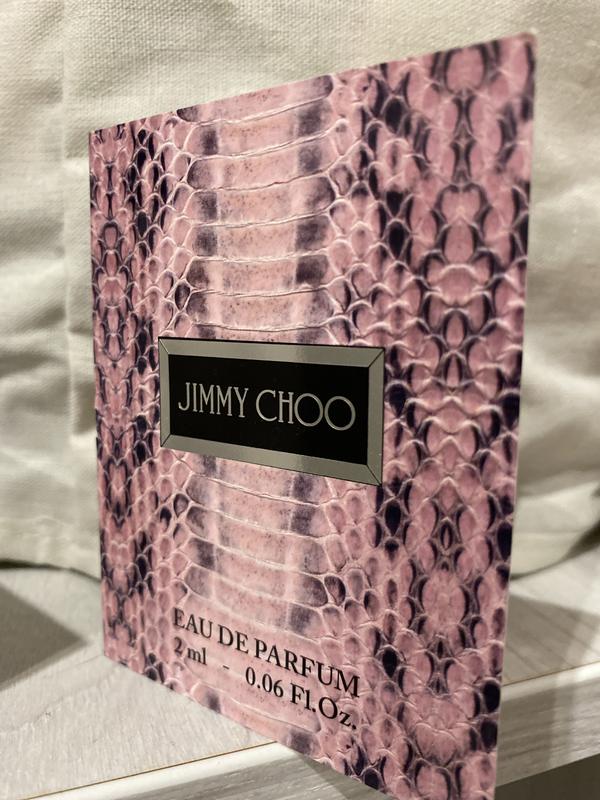 JIMMY CHOO
EAU DE PARFUM
2 ml - 0.06 Fl.Oz.